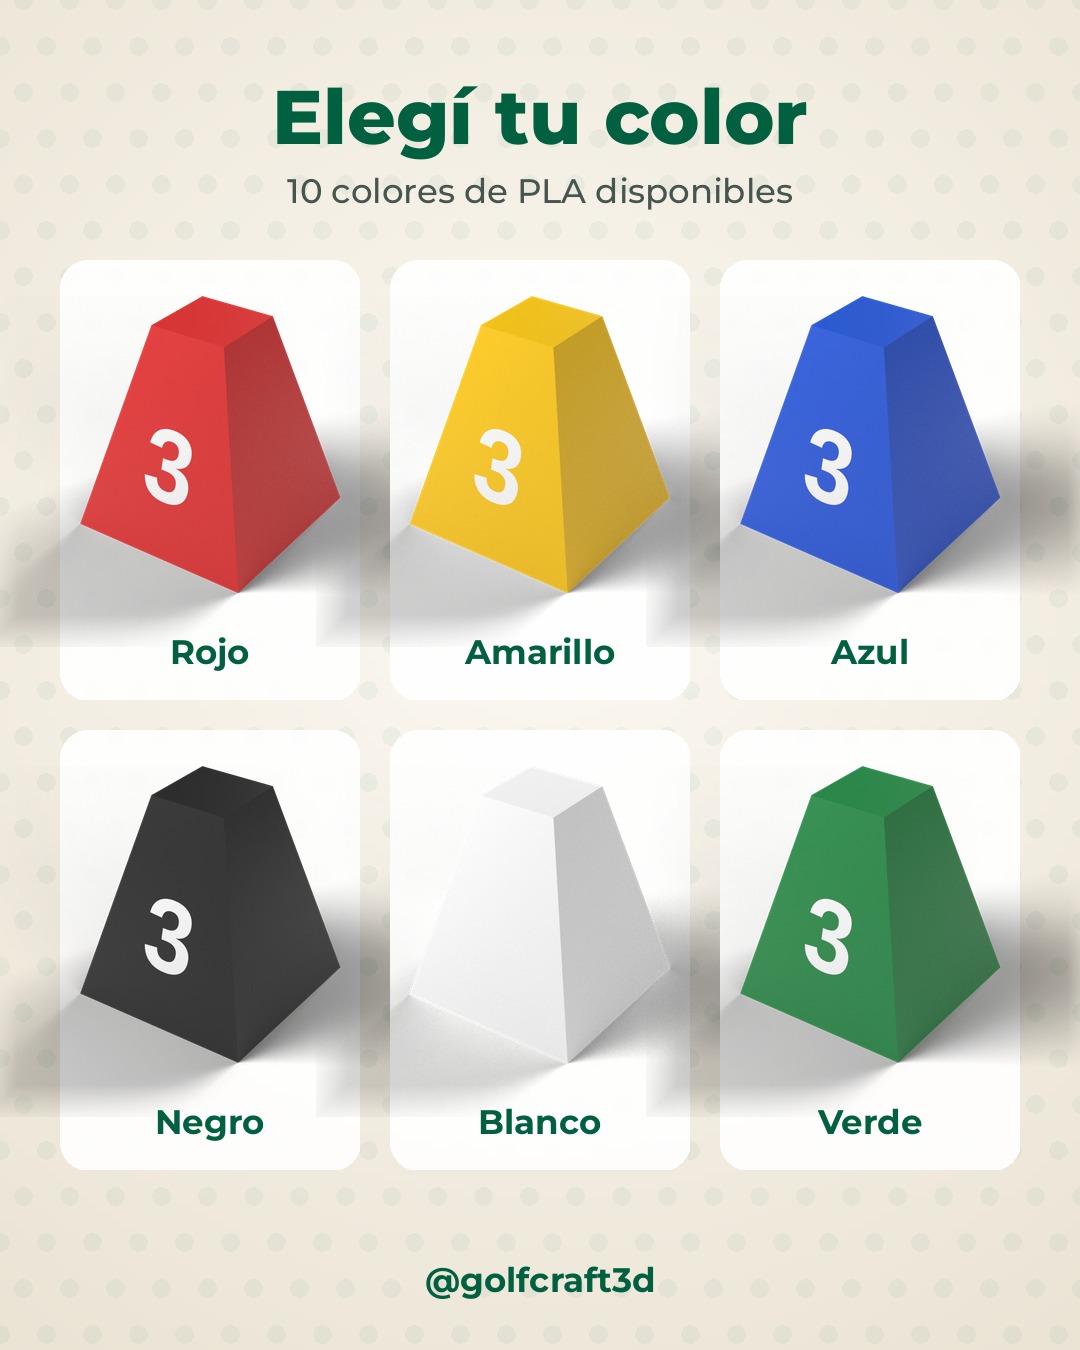 Elegí tu color
10 colores de PLA disponibles
3
3
3
Rojo
Amarillo
Azul
3
3
Negro
Blanco
Verde
@golfcraft3d